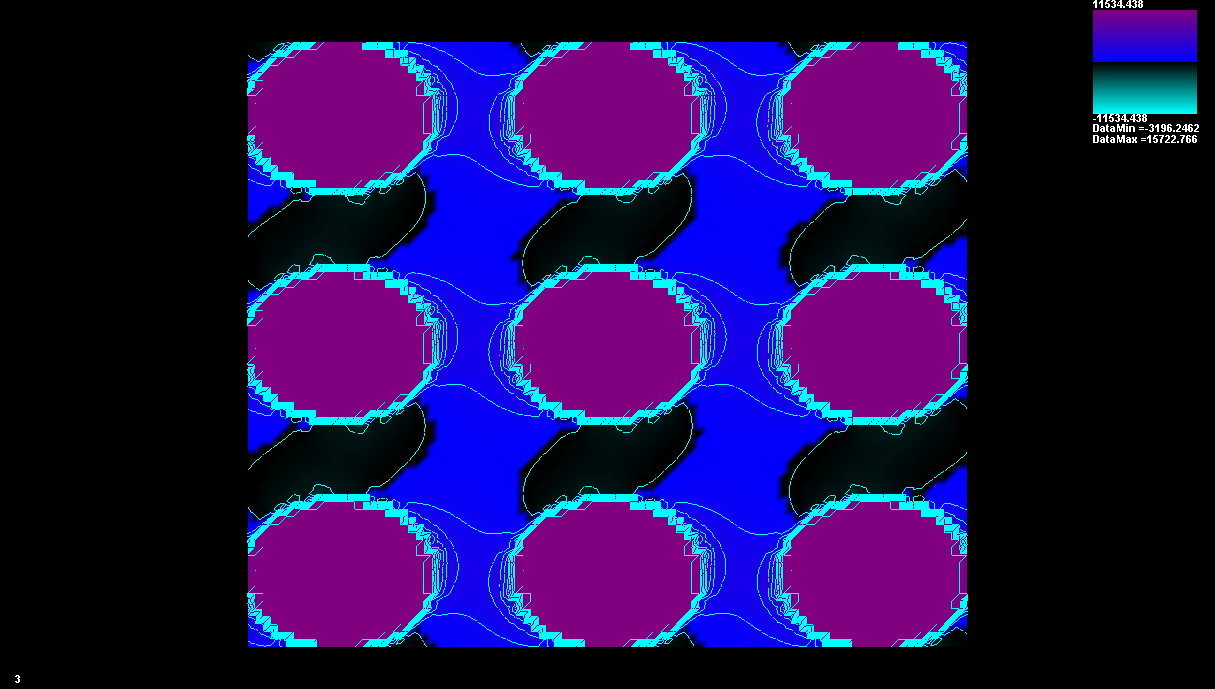 11534.438
-11534.438
DataMin =-3196.2462
DataMax =15722.766
3